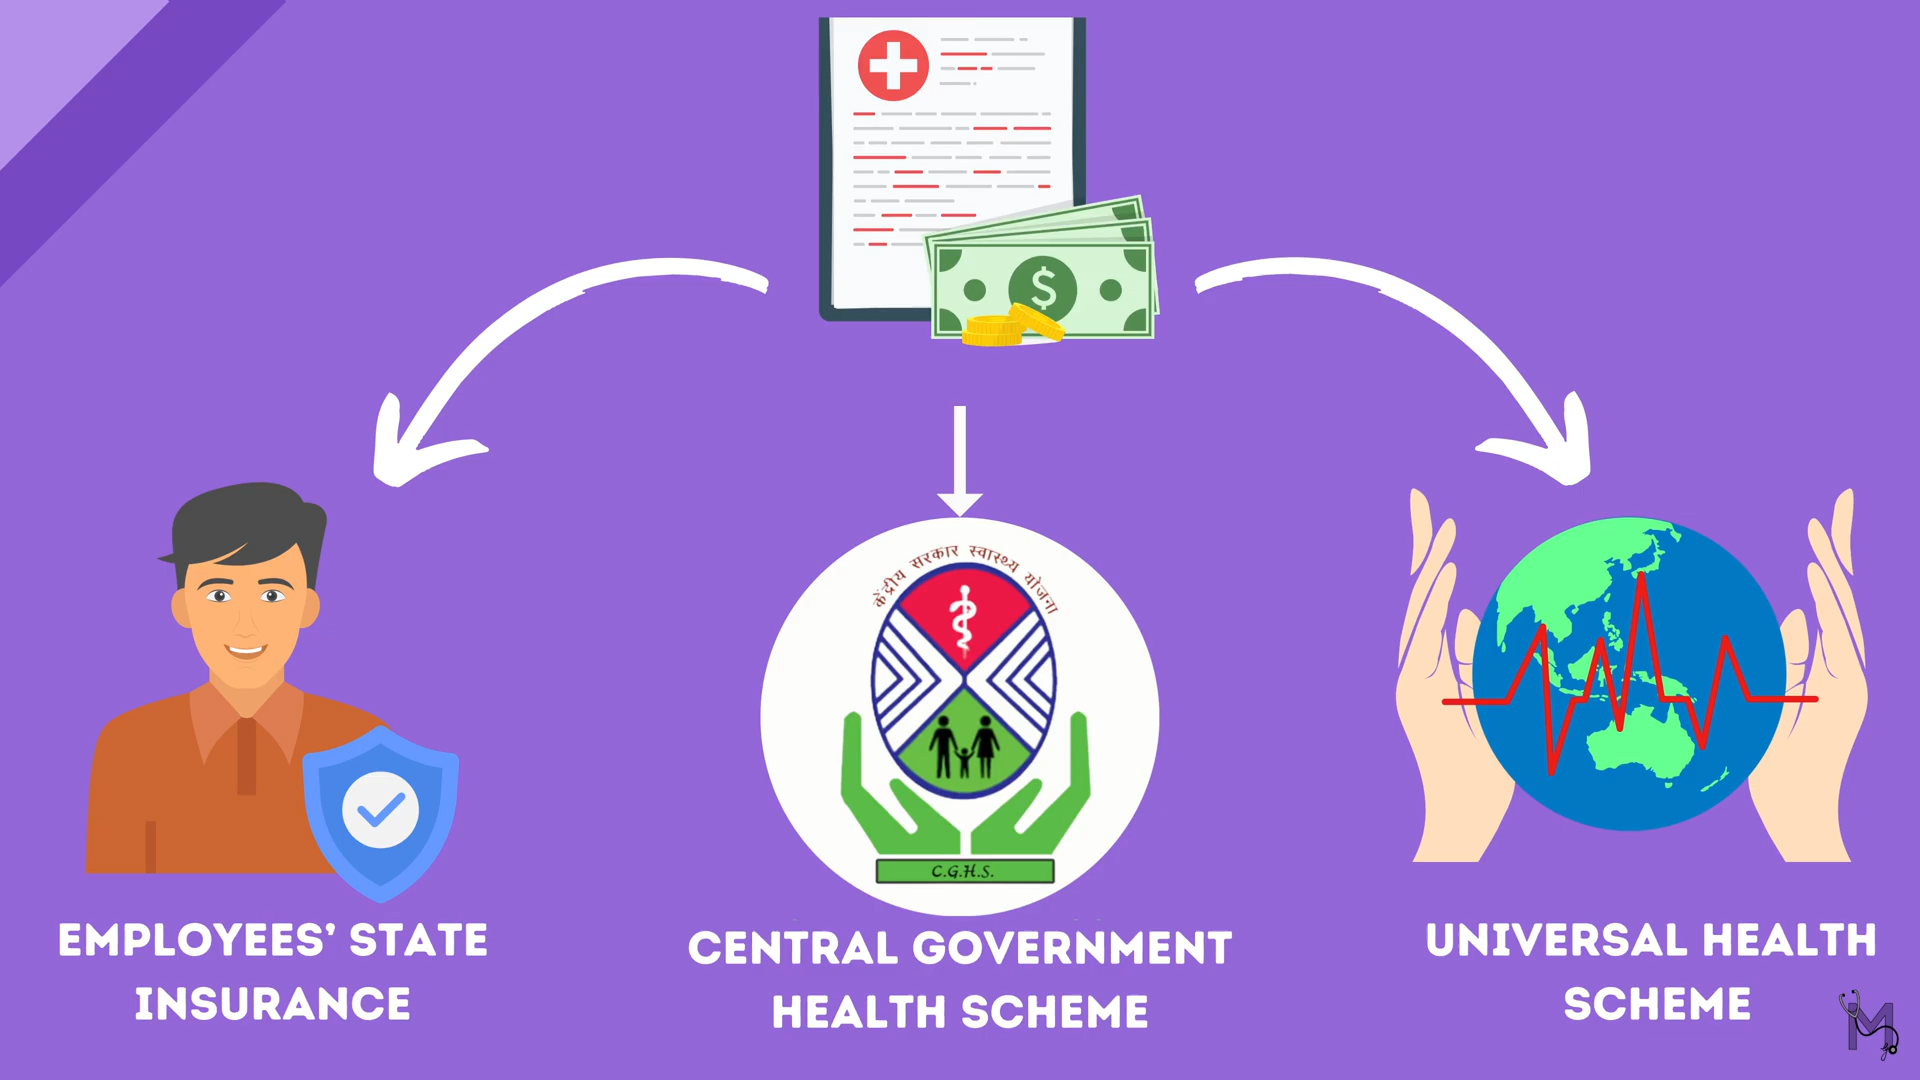 $
केंद्रीय सरकार स्वास्थ्य योजना
C.G.H.S.
EMPLOYEES’ STATE
INSURANCE
CENTRAL GOVERNMENT
HEALTH SCHEME
UNIVERSAL HEALTH
SCHEME
M